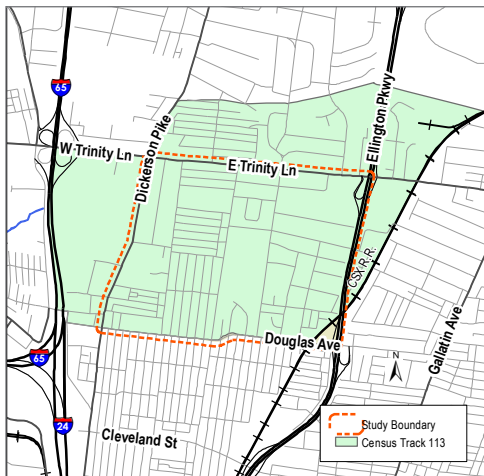 65
Ellington Pkwy
Dickerson Pike
W Trinity Ln
E Trinity Ln
CSX R.R.
Gallatin Ave
Douglas Ave
65
N
24
Cleveland St
Study Boundary
Census Track 113